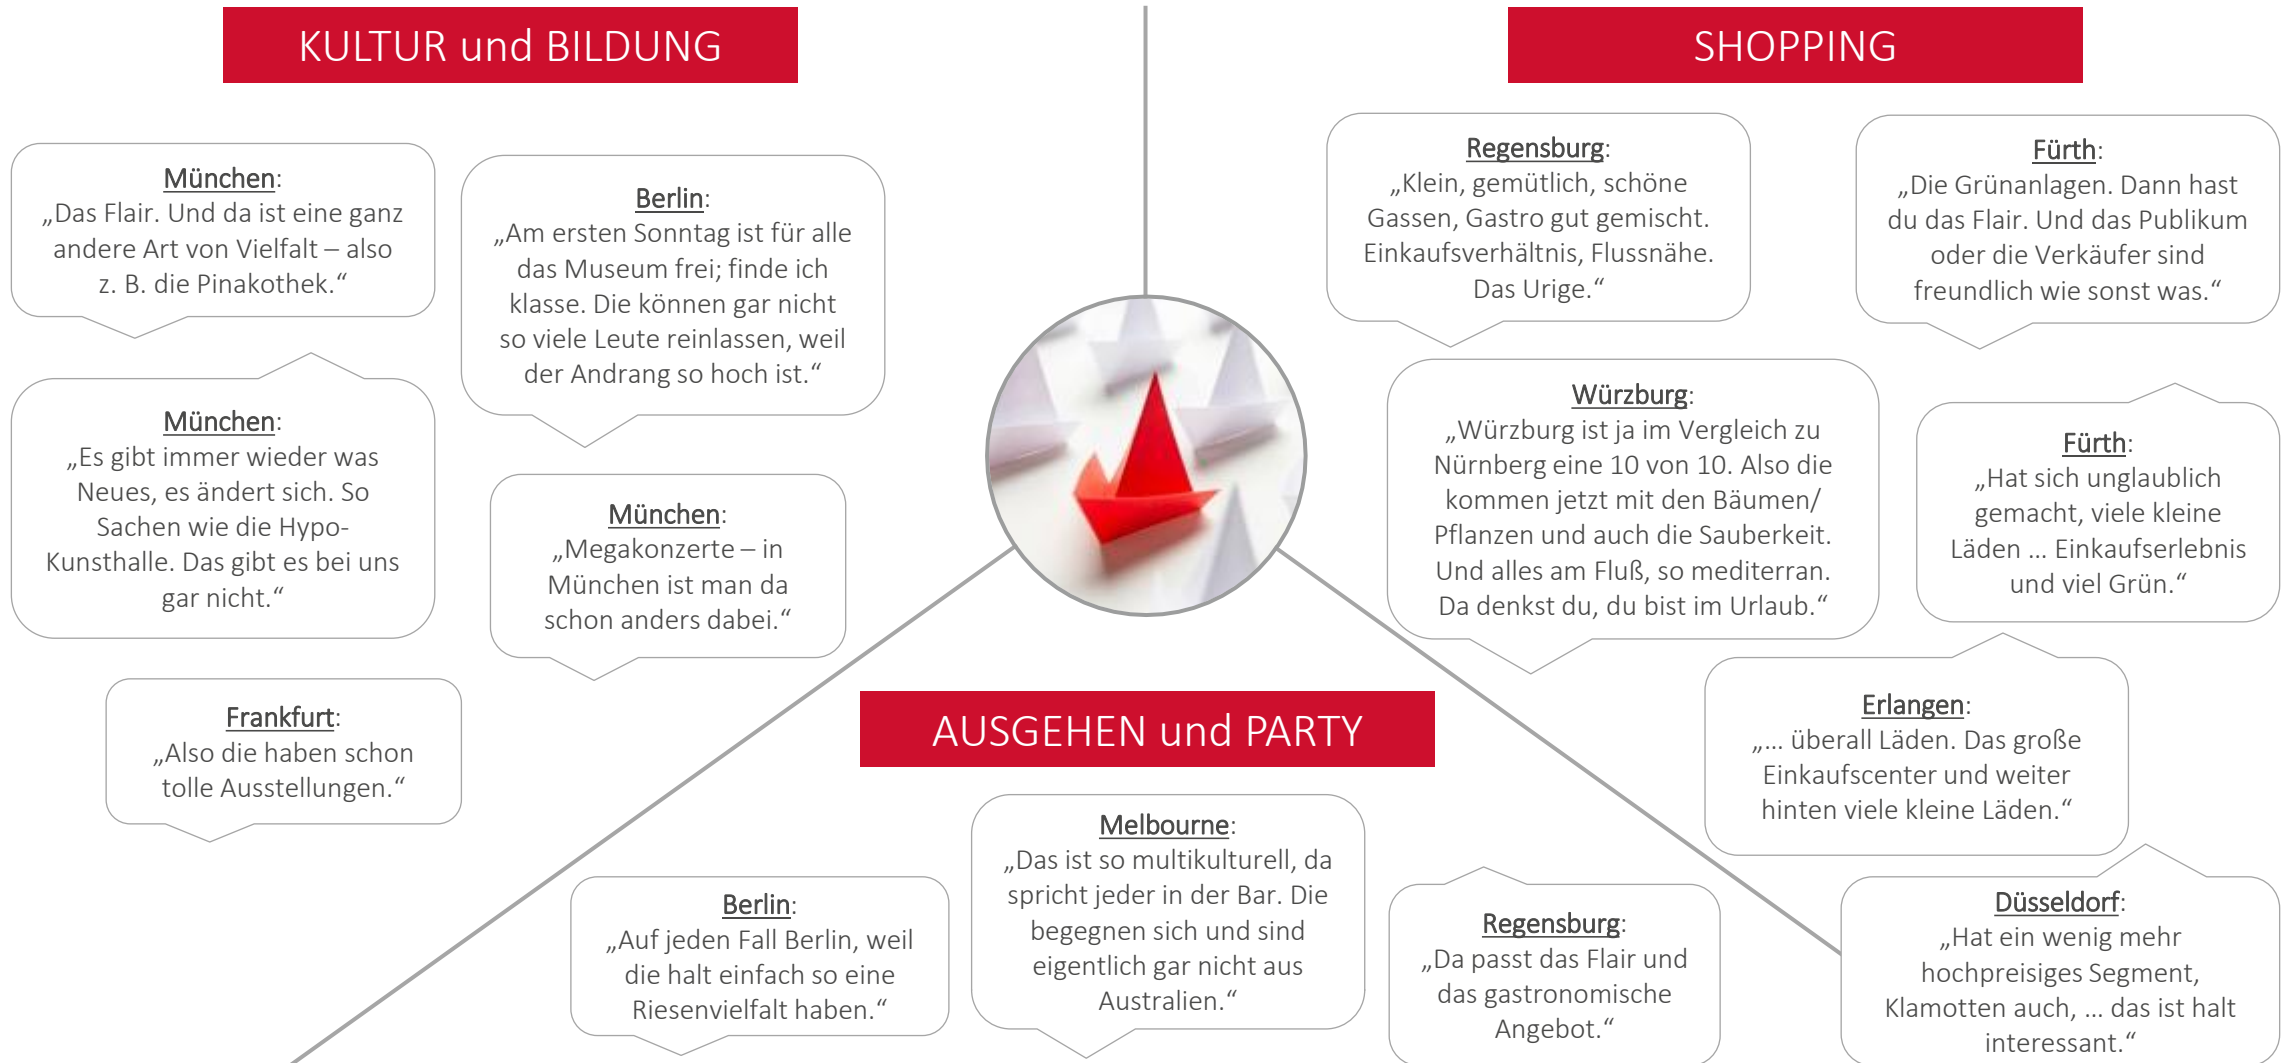 KULTUR und BILDUNG
München:
„Das Flair. Und da ist eine ganz
andere Art von Vielfalt – also
z. B. die Pinakothek.“
Berlin:
„Am ersten Sonntag ist für alle
das Museum frei; finde ich
klasse. Die können gar nicht
so viele Leute reinlassen, weil
der Andrang so hoch ist.“
München:
„Es gibt immer wieder was
Neues, es ändert sich. So
Sachen wie die Hypo-
Kunsthalle. Das gibt es bei uns
gar nicht.“
München:
„Megakonzerte – in
München ist man da
schon anders dabei.“
Frankfurt:
„Also die haben schon
tolle Ausstellungen.“
SHOPPING
Regensburg:
„Klein, gemütlich, schöne
Gassen, Gastro gut gemischt.
Einkaufsverhältnis, Flussnähe.
Das Urige.“
Fürth:
„Die Grünanlagen. Dann hast
du das Flair. Und das Publikum
oder die Verkäufer sind
freundlich wie sonst was.“
Würzburg:
„Würzburg ist ja im Vergleich zu
Nürnberg eine 10 von 10. Also die
kommen jetzt mit den Bäumen/
Pflanzen und auch die Sauberkeit.
Und alles am Fluß, so mediterran.
Da denkst du, du bist im Urlaub.“
Fürth:
„Hat sich unglaublich
gemacht, viele kleine
Läden ... Einkaufserlebnis
und viel Grün.“
Erlangen:
„... überall Läden. Das große
Einkaufscenter und weiter
hinten viele kleine Läden.“
Düsseldorf:
„Hat ein wenig mehr
hochpreisiges Segment,
Klamotten auch, ... das ist halt
interessant.“
AUSGEHEN und PARTY
Berlin:
„Auf jeden Fall Berlin, weil
die halt einfach so eine
Riesenvielfalt haben.“
Melbourne:
„Das ist so multikulturell, da
spricht jeder in der Bar. Die
begegnen sich und sind
eigentlich gar nicht aus
Australien.“
Regensburg:
„Da passt das Flair und
das gastronomische
Angebot.“